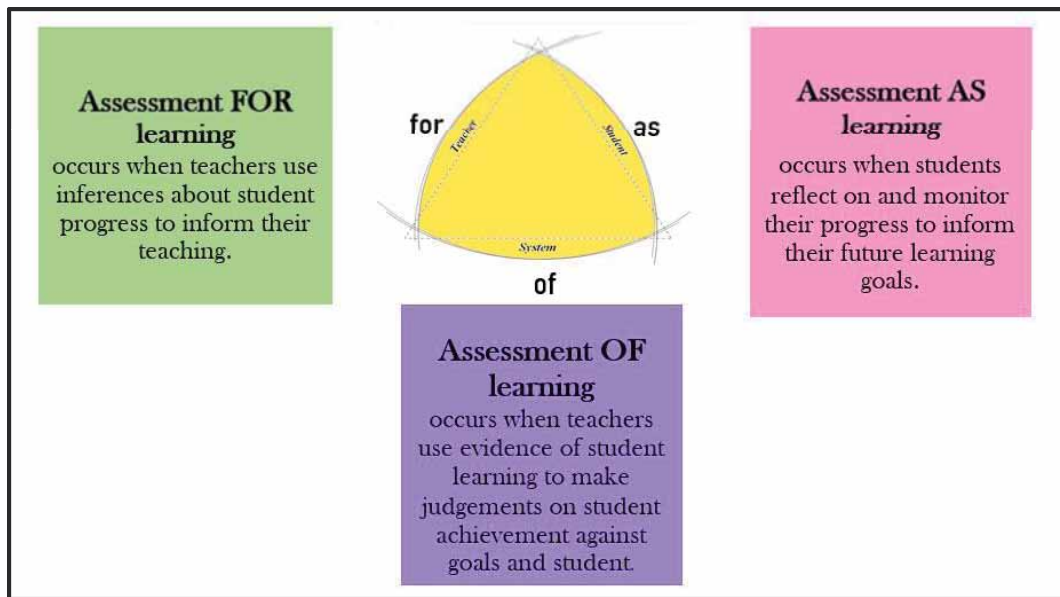 Assessment FOR
learning
occurs when teachers use
inferences about student
progress to inform their
teaching.
for
Teacher
Student
as
System
of
Assessment AS
learning
occurs when students
reflect on and monitor
their progress to inform
their future learning
goals.
Assessment OF
learning
occurs when teachers
use evidence of student
learning to make
judgements on student
achievement against
goals and student.